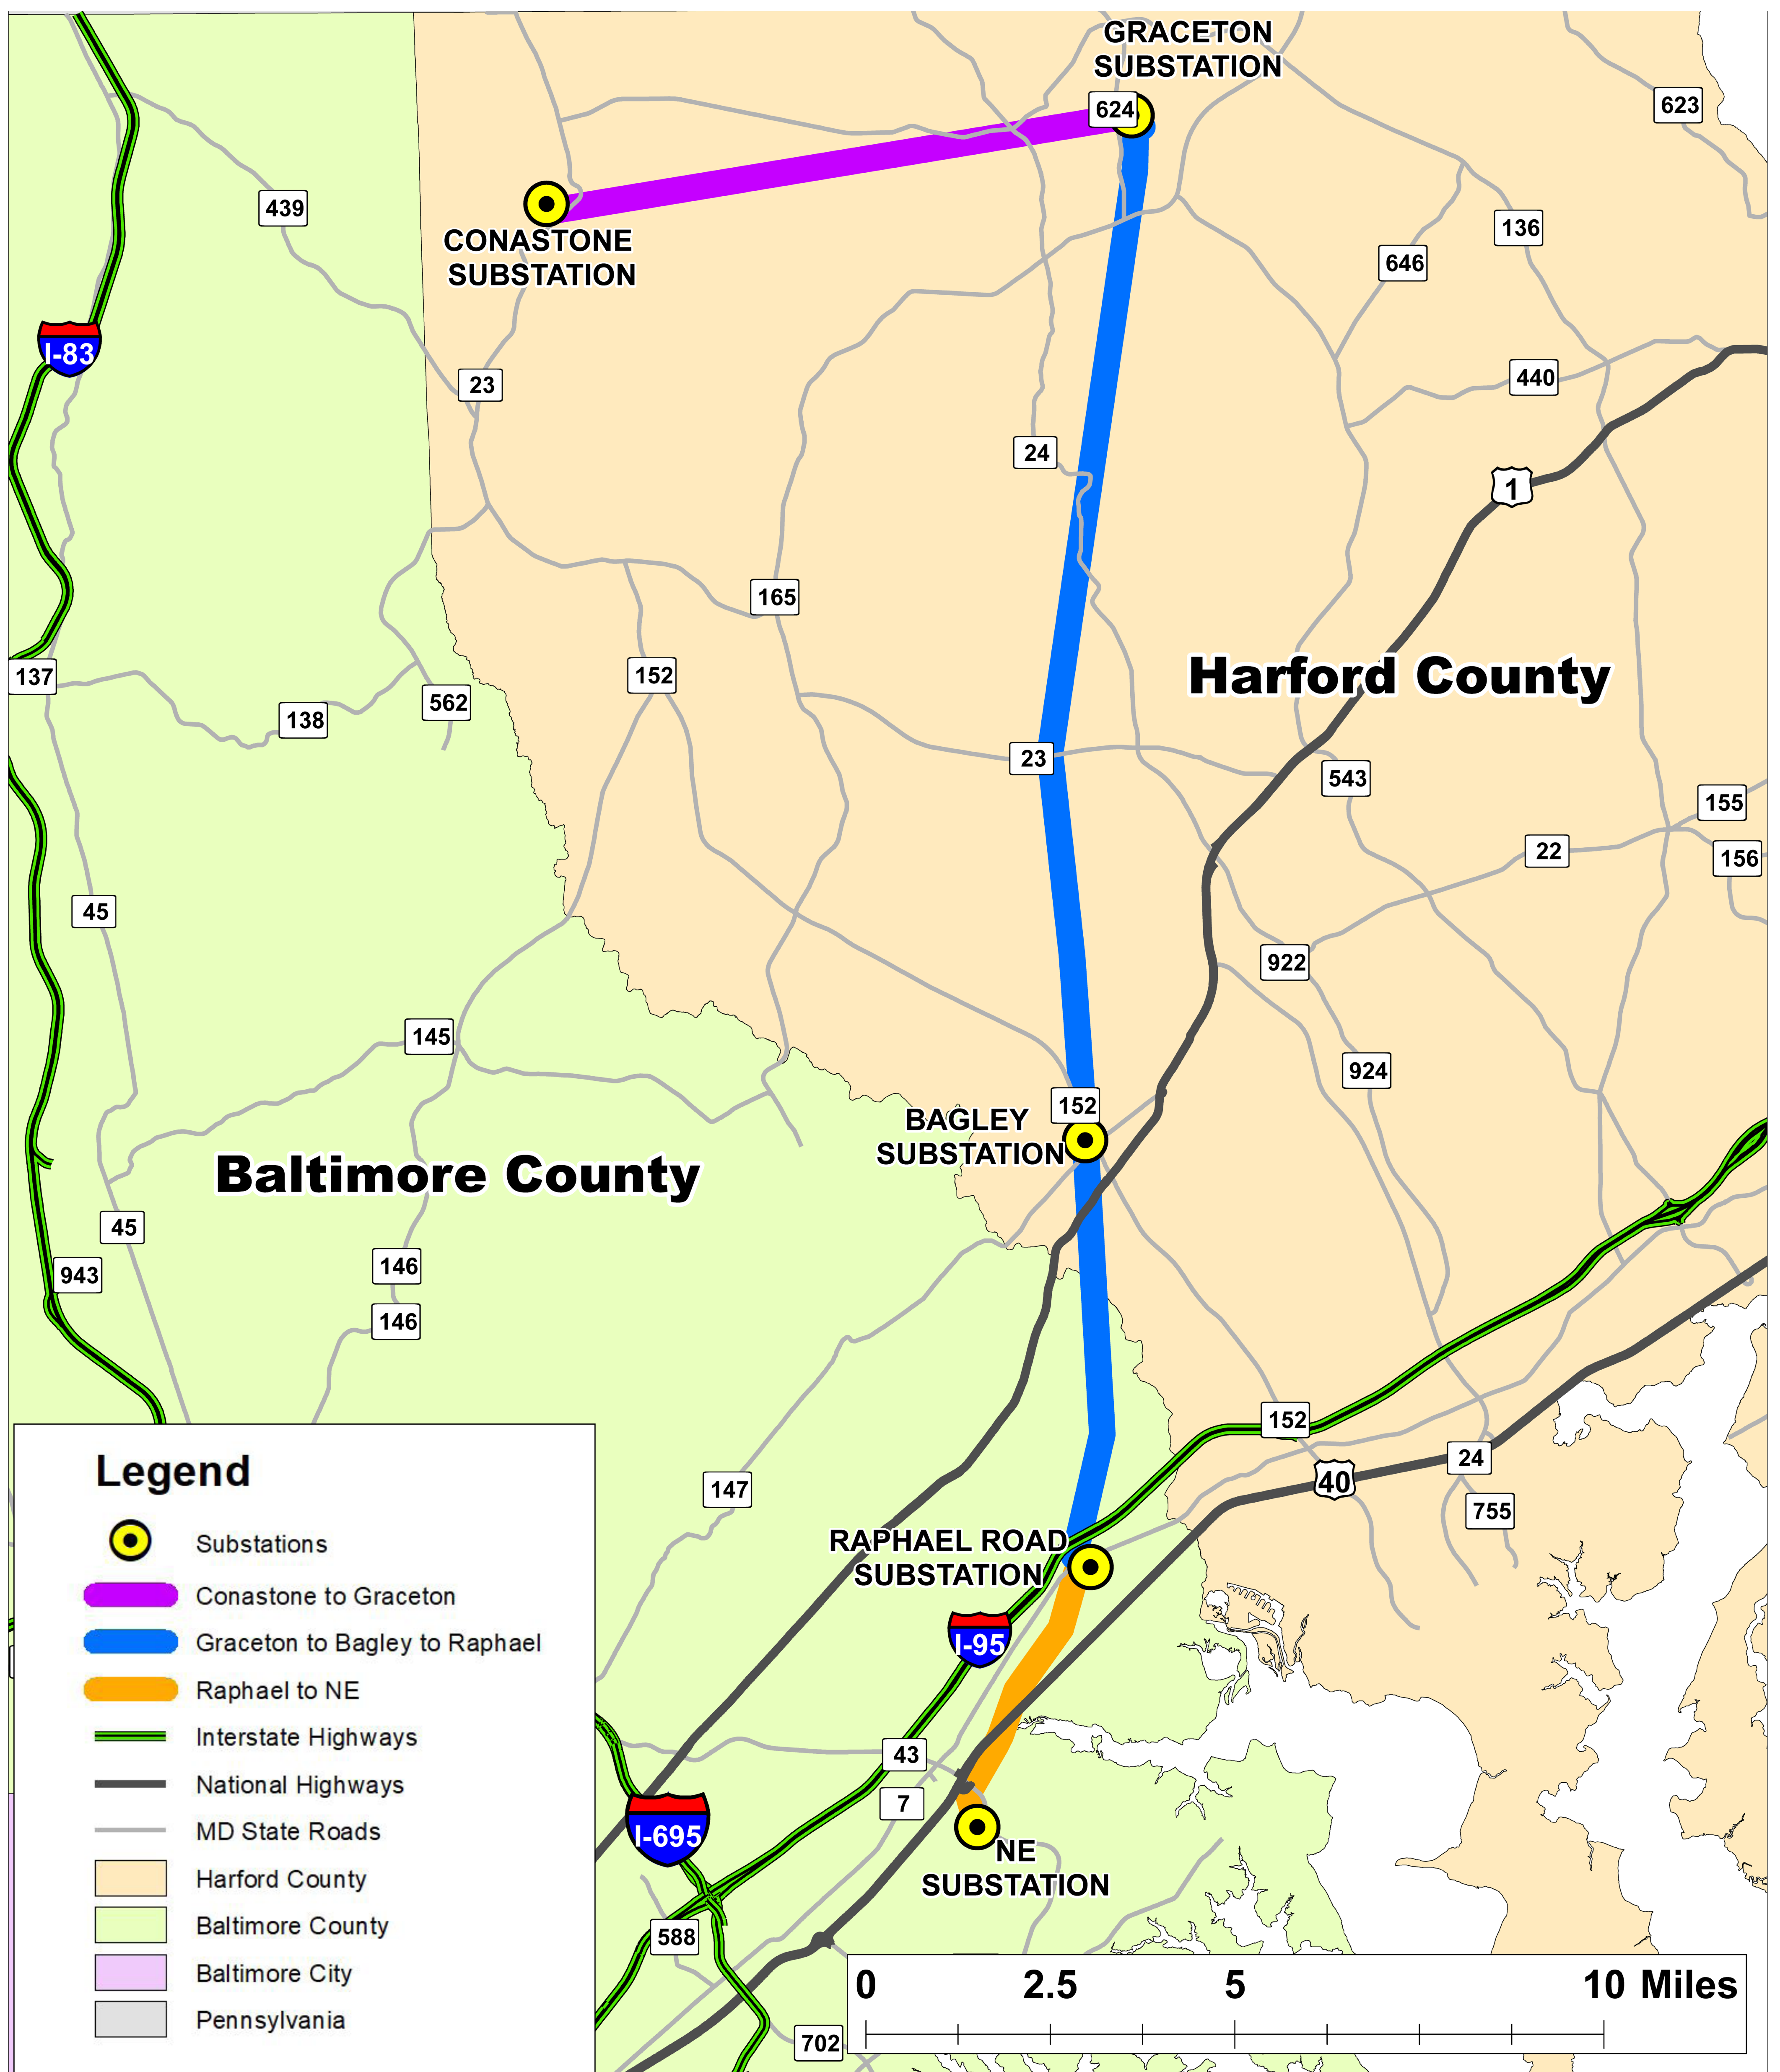 GRACETON
SUBSTATION
624
623
439
CONASTONE
SUBSTATION
136
646
I-83
23
440
24
1
165
137
152
Harford County
562
138
23
543
155
22
156
45
922
145
924
152
BAGLEY
SUBSTATION
Baltimore County
45
943
146
146
152
24
40
147
755
RAPHAEL ROAD
SUBSTATION
I-95
43
7
I-695
NE
SUBSTATION
588
702
Legend
Substations
Conastone to Graceton
Graceton to Bagley to Raphael
Raphael to NE
Interstate Highways
National Highways
MD State Roads
Harford County
Baltimore County
Baltimore City
Pennsylvania
0 2.5 5 10 Miles